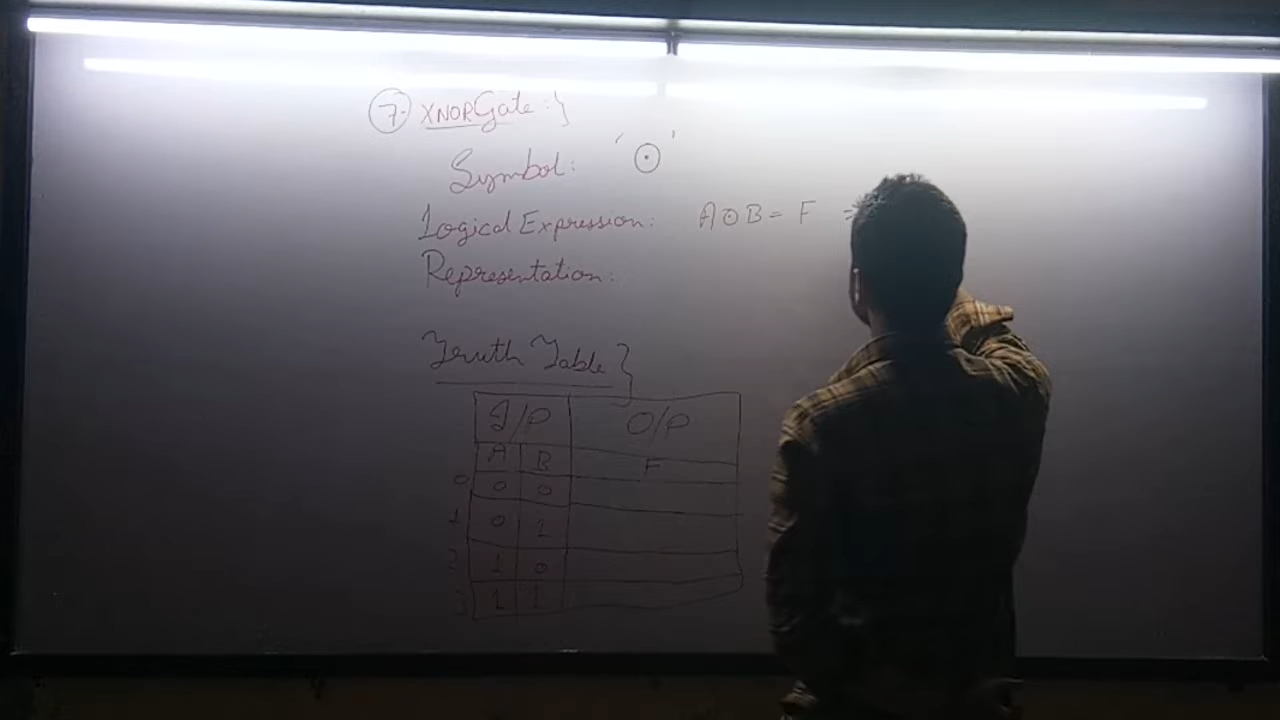 7. XNOR Gate :}
Symbol: '⊙'
Logical Expression: A⊙B = F =
Representation:
Truth Table }
I/P O/P
A B F
0 0 0
1 0 1
2 1 0
3 1 1